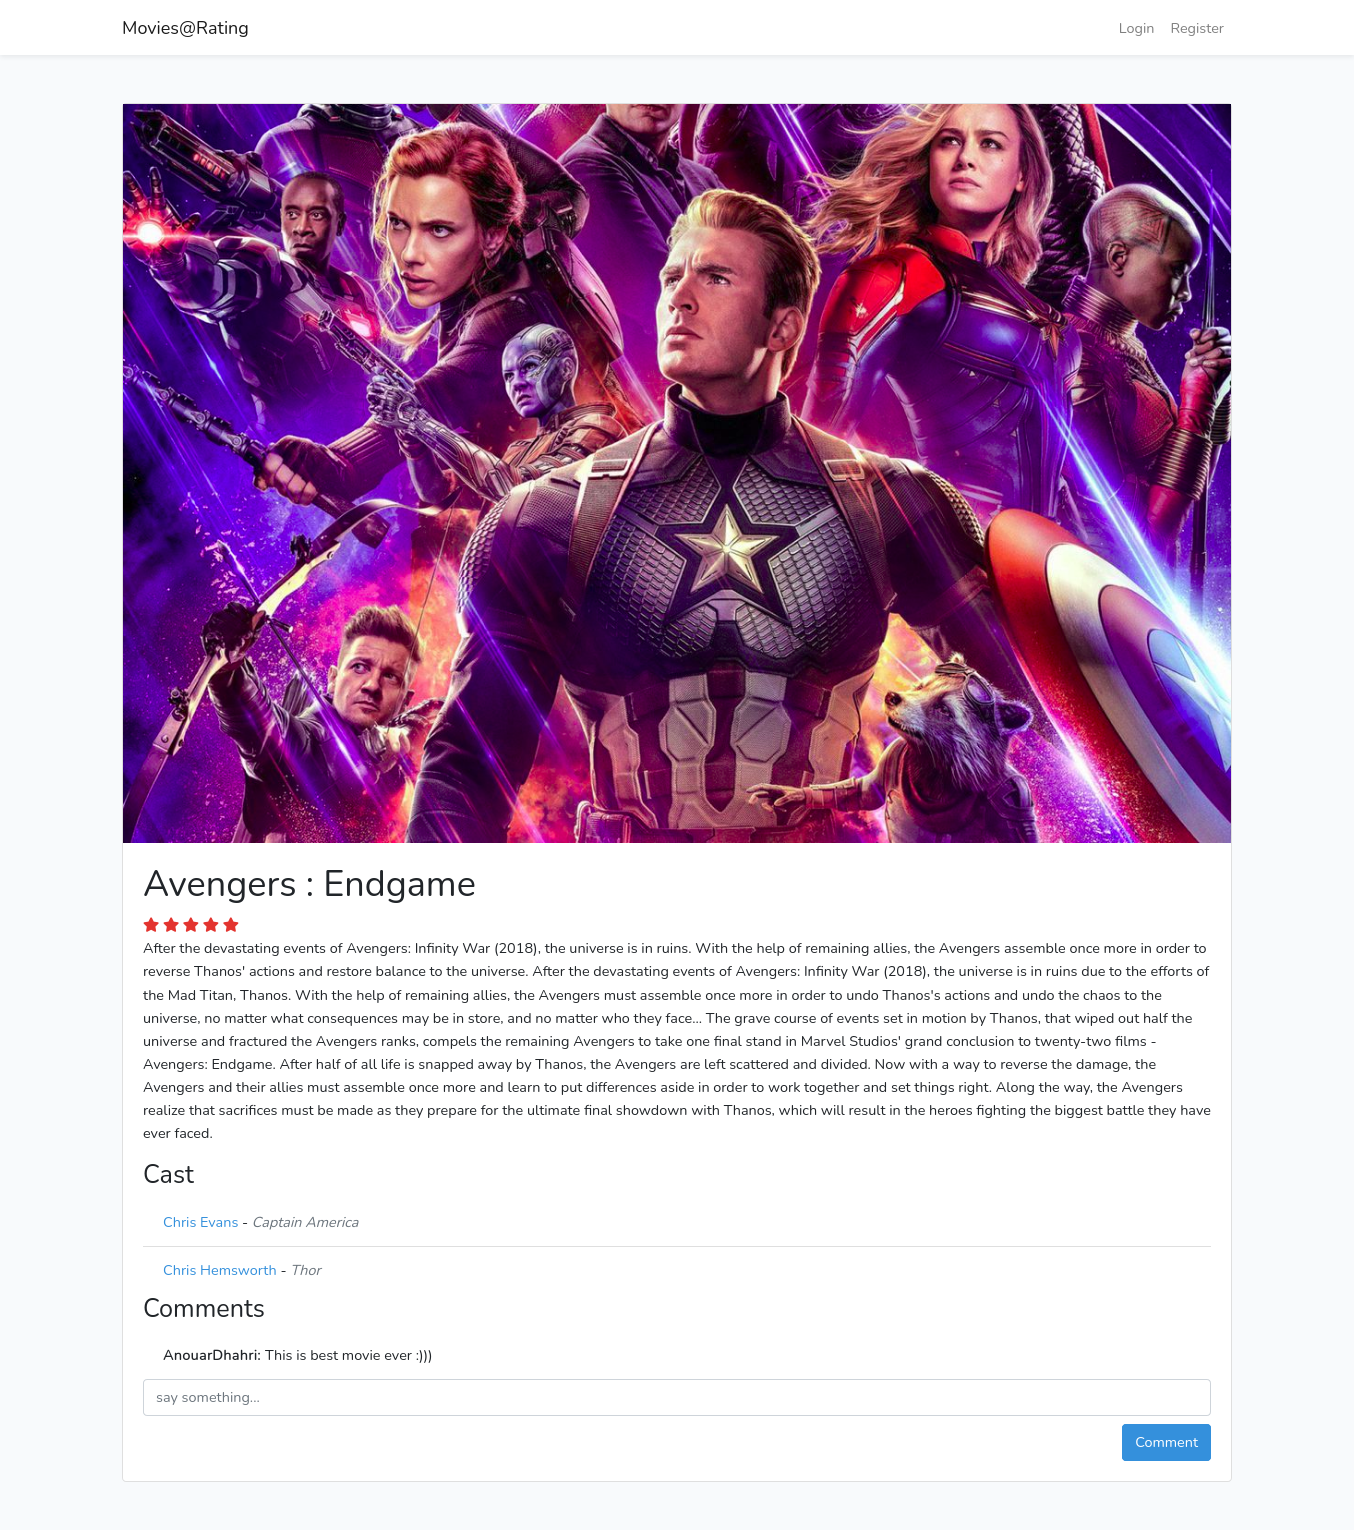 Movies@Rating
Login Register
Avengers : Endgame
After the devastating events of Avengers: Infinity War (2018), the universe is in ruins. With the help of remaining allies, the Avengers assemble once more in order to
reverse Thanos' actions and restore balance to the universe. After the devastating events of Avengers: Infinity War (2018), the universe is in ruins due to the efforts of
the Mad Titan, Thanos. With the help of remaining allies, the Avengers must assemble once more in order to undo Thanos's actions and undo the chaos to the
universe, no matter what consequences may be in store, and no matter who they face... The grave course of events set in motion by Thanos, that wiped out half the
universe and fractured the Avengers ranks, compels the remaining Avengers to take one final stand in Marvel Studios' grand conclusion to twenty-two films -
Avengers: Endgame. After half of all life is snapped away by Thanos, the Avengers are left scattered and divided. Now with a way to reverse the damage, the
Avengers and their allies must assemble once more and learn to put differences aside in order to work together and set things right. Along the way, the Avengers
realize that sacrifices must be made as they prepare for the ultimate final showdown with Thanos, which will result in the heroes fighting the biggest battle they have
ever faced.
Cast
Chris Evans - Captain America
Chris Hemsworth - Thor
Comments
AnouarDhahri: This is best movie ever :)))
say something...
Comment